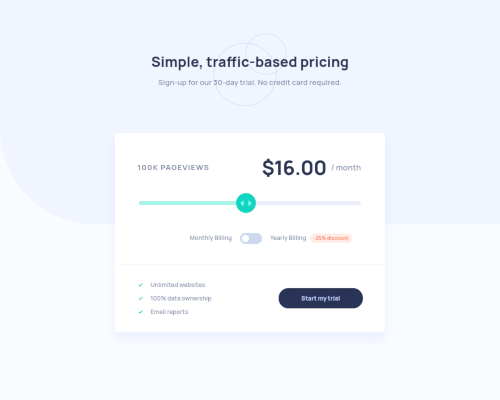 Simple, traffic-based pricing
Sign-up for our 30-day trial. No credit card required.
100K PAGEVIEWS
$16.00 / month
Monthly Billing Yearly Billing -25% discount
Unlimited websites
100% data ownership
Email reports
Start my trial